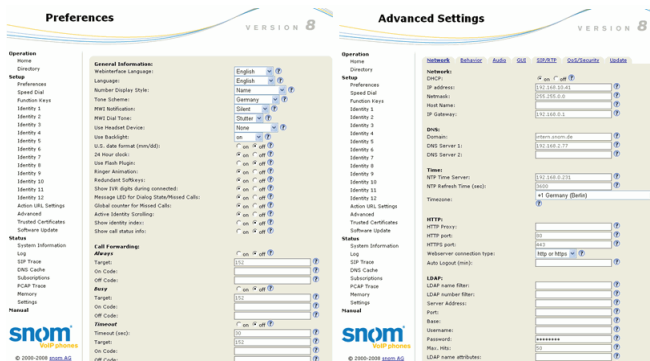 Preferences
VERSION 8
Operation
Home
Directory
Setup
Preferences
Speed Dial
Function Keys
Identity 1
Identity 2
Identity 3
Identity 4
Identity 5
Identity 6
Identity 7
Identity 8
Identity 9
Identity 10
Identity 11
Identity 12
Action URL Settings
Advanced
Trusted Certificates
Software Update
Status
System Information
Log
SIP Trace
DNS Cache
Subscriptions
PCAP Trace
Memory
Settings
Manual
snom
VoIP phones
© 2000-2008 snom AG
General Information:
Webinterface Language: English
Language: English
Number Display Style: Name
Tone Scheme: Germany
MWI Notification: Silent
MWI Dial Tone: Stutter
Use Headset Device: None
Use Backlight: on
U.S. date format (mm/dd): on off
24 Hour clock: on off
Use Flash Plugin: on off
Ringer Animation: on off
Redundant Softkeys: on off
Show IVR digits during connected: on off
Message LED for Dialog State/Missed Calls: on off
Global counter for Missed Calls: on off
Active Identity Scrolling: on off
Show identity index: on off
Show call status info: on off
Call Forwarding:
Always on off
Target: 152
On Code:
Off Code:
Busy on off
Target: 152
On Code:
Off Code:
Timeout on off
Timeout (sec): 20
Target: 152
On Code:
Off Code:
Advanced Settings
VERSION 8
Operation
Home
Directory
Setup
Preferences
Speed Dial
Function Keys
Identity 1
Identity 2
Identity 3
Identity 4
Identity 5
Identity 6
Identity 7
Identity 8
Identity 9
Identity 10
Identity 11
Identity 12
Action URL Settings
Advanced
Trusted Certificates
Software Update
Status
System Information
Log
SIP Trace
DNS Cache
Subscriptions
PCAP Trace
Memory
Settings
Manual
snom
VoIP phones
© 2000-2008 snom AG
Network Behavior Audio GUI SIP/RTP QoS/Security Update
Network:
DHCP: on off
IP address: 192.168.10.41
Netmask: 255.255.0.0
Host Name:
IP Gateway: 192.168.0.1
DNS:
Domain: intern.snom.de
DNS Server 1: 192.168.2.77
DNS Server 2:
Time:
NTP Time Server: 192.168.0.231
NTP Refresh Time (sec): 3600
Timezone: +1 Germany (Berlin)
HTTP:
HTTP Proxy:
HTTP port: 80
HTTPS port: 443
Webserver connection type: http or https
Auto Logout (min):
LDAP:
LDAP name filter:
LDAP number filter:
Server Address:
Port:
Base:
Username:
Password: ********
Max. Hits: 50
LDAP name attributes: